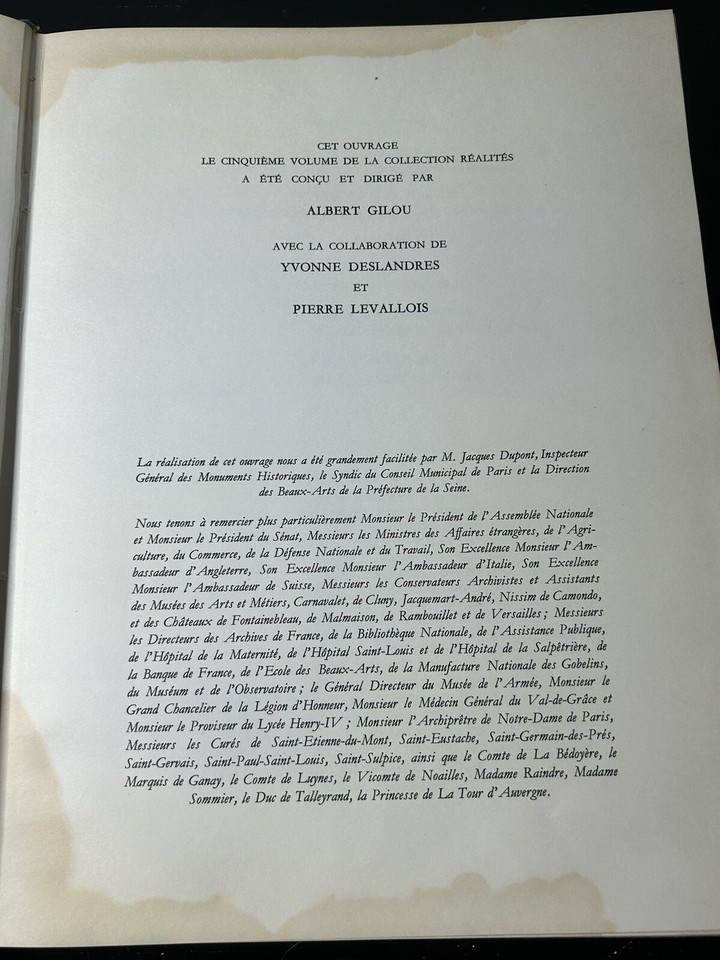 CET OUVRAGE
LE CINQUIÈME VOLUME DE LA COLLECTION RÉALITÉS
A ÉTÉ CONÇU ET DIRIGÉ PAR
ALBERT GILOU
AVEC LA COLLABORATION DE
YVONNE DESLANDRES
ET
PIERRE LEVALLOIS
La réalisation de cet ouvrage nous a été grandement facilitée par M. Jacques Dupont, Inspecteur
Général des Monuments Historiques, le Syndic du Conseil Municipal de Paris et la Direction
des Beaux-Arts de la Préfecture de la Seine.
Nous tenons à remercier plus particulièrement Monsieur le Président de l'Assemblée Nationale
et Monsieur le Président du Sénat, Messieurs les Ministres des Affaires étrangères, de l'Agri-
culture, du Commerce, de la Défense Nationale et du Travail, Son Excellence Monsieur l'Am-
bassadeur d'Angleterre, Son Excellence Monsieur l'Ambassadeur d'Italie, Son Excellence
Monsieur l'Ambassadeur de Suisse, Messieurs les Conservateurs Archivistes et Assistants
des Musées des Arts et Métiers, Carnavalet, de Cluny, Jacquemart-André, Nissim de Camondo,
et des Châteaux de Fontainebleau, de Malmaison, de Rambouillet et de Versailles ; Messieurs
les Directeurs des Archives de France, de la Bibliothèque Nationale, de l'Assistance Publique,
de l'Hôpital de la Maternité, de l'Hôpital Saint-Louis et de l'Hôpital de la Salpêtrière, de
la Banque de France, de l'Ecole des Beaux-Arts, de la Manufacture Nationale des Gobelins,
du Muséum et de l'Observatoire ; le Général Directeur du Musée de l'Armée, Monsieur le
Grand Chancelier de la Légion d'Honneur, Monsieur le Médecin Général du Val-de-Grâce et
Monsieur le Proviseur du Lycée Henry-IV ; Monsieur l'Archiprêtre de Notre-Dame de Paris,
Messieurs les Curés de Saint-Etienne-du-Mont, Saint-Eustache, Saint-Germain-des-Prés,
Saint-Gervais, Saint-Paul-Saint-Louis, Saint-Sulpice, ainsi que le Comte de La Bédoyère, le
Marquis de Ganay, le Comte de Luynes, le Vicomte de Noailles, Madame Raindre, Madame
Sommier, le Duc de Talleyrand, la Princesse de La Tour d'Auvergne.